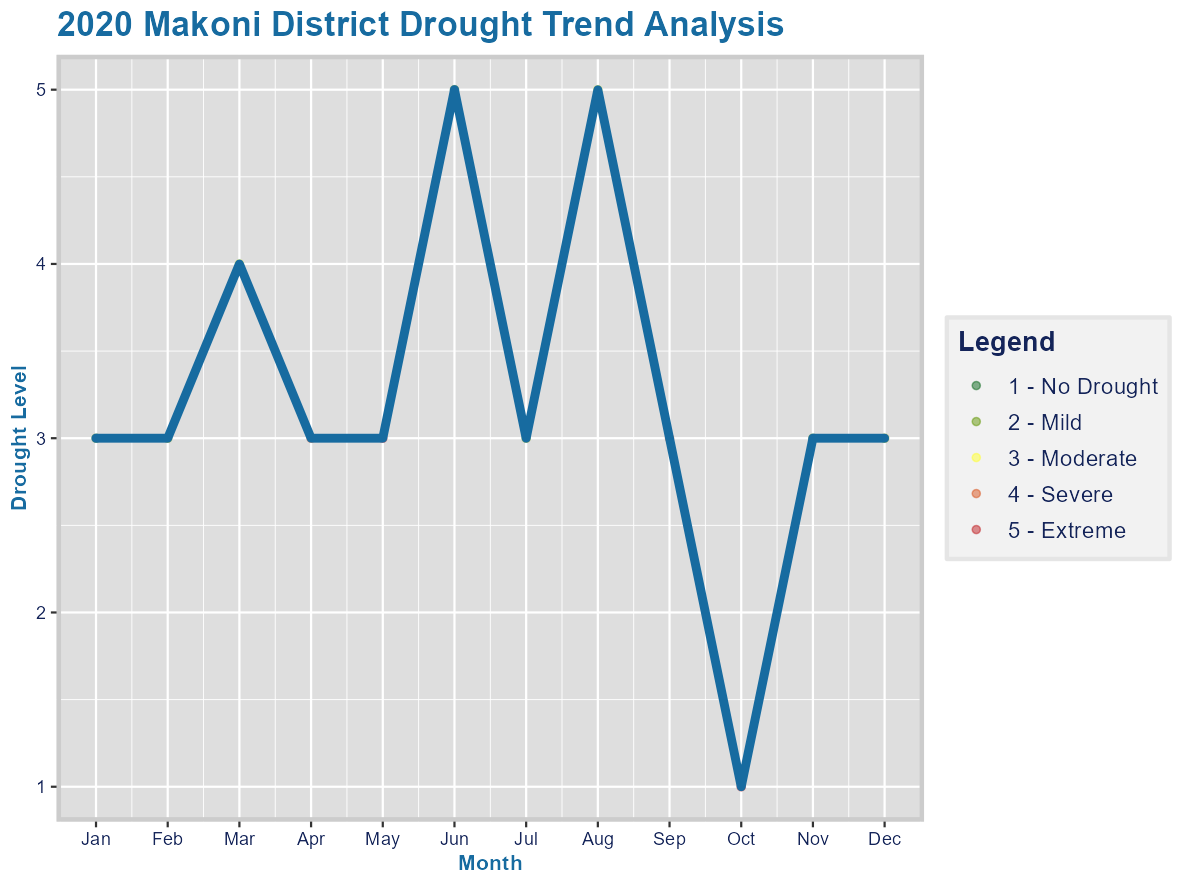 2020 Makoni District Drought Trend Analysis
Drought Level
5
4
3
2
1
Jan Feb Mar Apr May Jun Jul Aug Sep Oct Nov Dec
Month
Legend
1 - No Drought
2 - Mild
3 - Moderate
4 - Severe
5 - Extreme